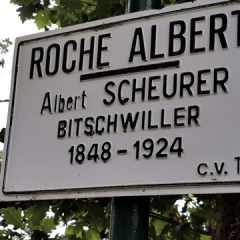 ROCHE ALBERT
Albert SCHEURER
BITSCHWILLER
1848-1924
C.V.T